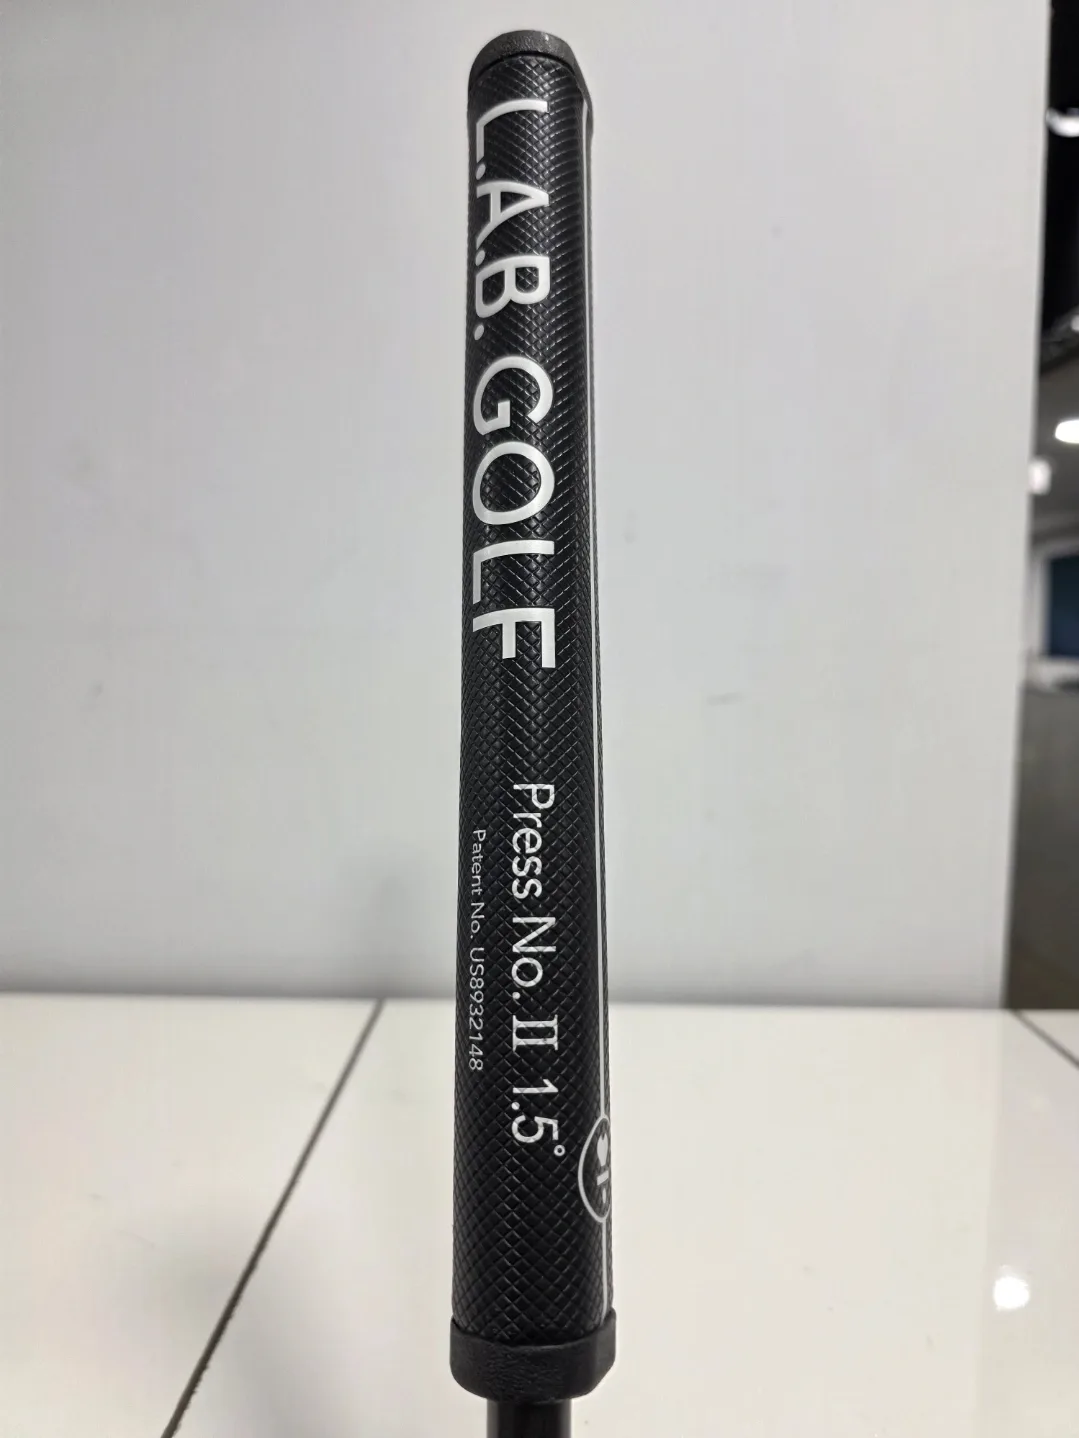 L.A.B. GOLF
Press No. II 1.5°
Patent No. US8932148